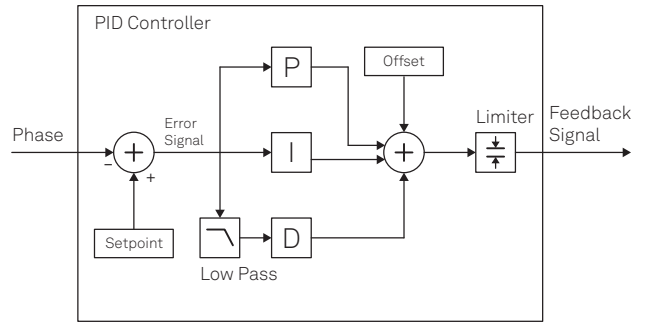 PID Controller
P
Offset
Limiter
Feedback
Signal
Phase
Error
Signal
−
+
+
I
+
Setpoint
D
Low Pass